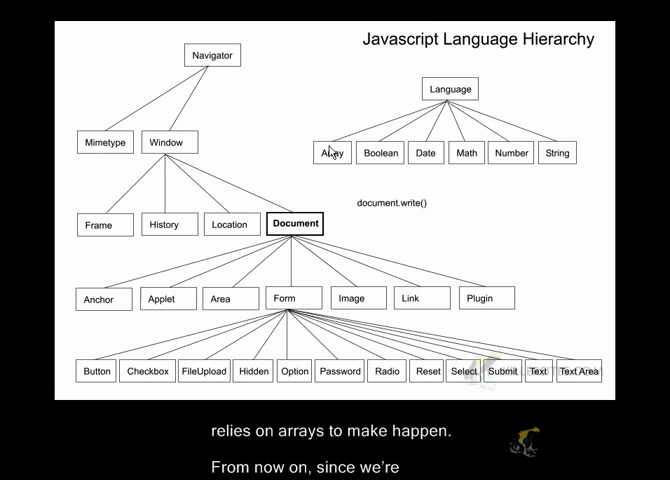 Javascript Language Hierarchy
Navigator
Language
Mimetype Window
Array Boolean Date Math Number String
document.write()
Frame History Location Document
Anchor Applet Area Form Image Link Plugin
Button Checkbox FileUpload Hidden Option Password Radio Reset Select Submit Text Text Area
relies on arrays to make happen.
From now on, since we're